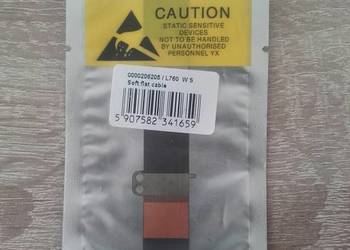 CAUTION
STATIC SENSITIVE
DEVICES
NOT TO BE HANDLED
BY UNAUTHORISED
PERSONNEL YX
0000206205 / L760 W S
Soft flat cable
5 907582 341659